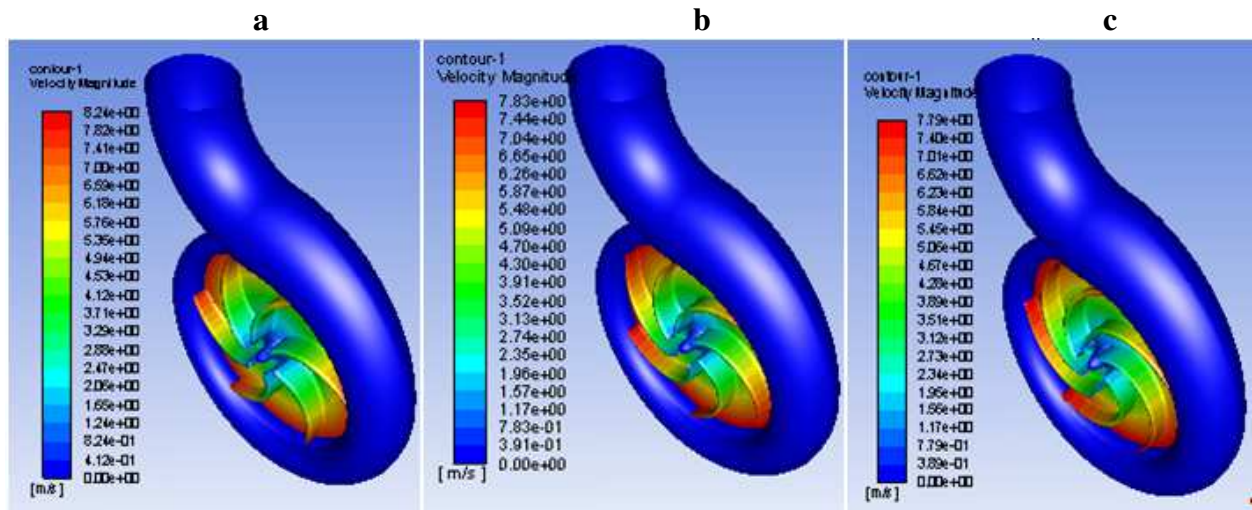 a
b
c
contour-1
Velocity Magnitude
8.24e+00
7.82e+00
7.41e+00
7.00e+00
6.59e+00
6.18e+00
5.76e+00
5.35e+00
4.94e+00
4.53e+00
4.12e+00
3.71e+00
3.29e+00
2.88e+00
2.47e+00
2.06e+00
1.65e+00
1.24e+00
8.24e-01
4.12e-01
0.00e+00
[m/s]
contour-1
Velocity Magnitud
7.83e+00
7.44e+00
7.04e+00
6.65e+00
6.26e+00
5.87e+00
5.48e+00
5.09e+00
4.70e+00
4.30e+00
3.91e+00
3.52e+00
3.13e+00
2.74e+00
2.35e+00
1.96e+00
1.57e+00
1.17e+00
7.83e-01
3.91e-01
0.00e+00
[ m/s ]
contour-1
Velocity Magnitude
7.79e+00
7.40e+00
7.01e+00
6.62e+00
6.23e+00
5.84e+00
5.45e+00
5.06e+00
4.67e+00
4.28e+00
3.89e+00
3.51e+00
3.12e+00
2.73e+00
2.34e+00
1.95e+00
1.56e+00
1.17e+00
7.79e-01
3.89e-01
0.00e+00
[m/s]